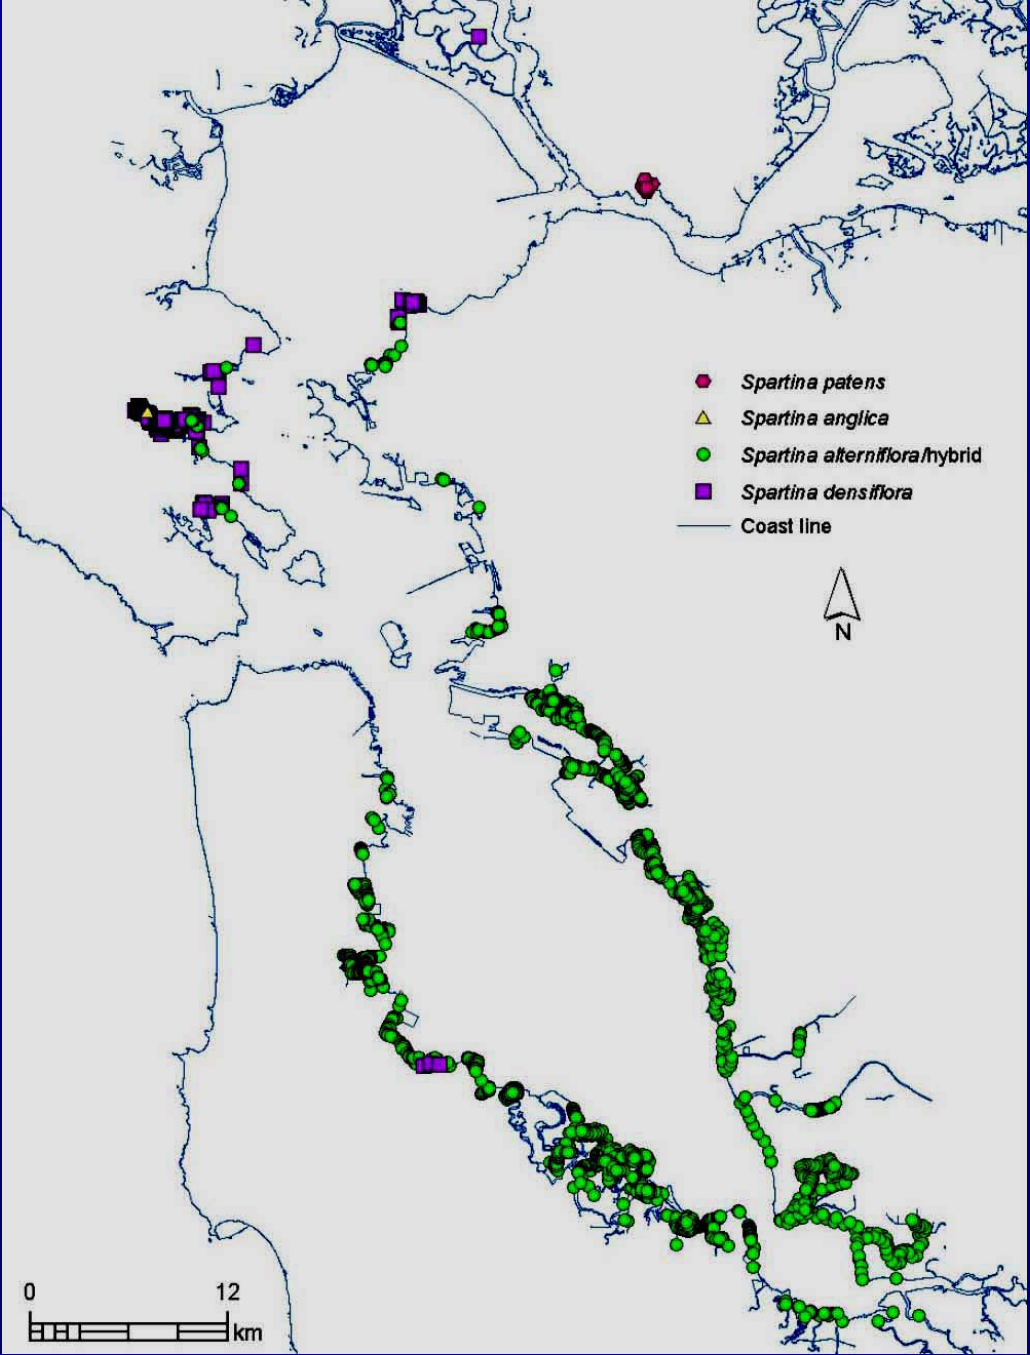 Spartina patens
Spartina anglica
Spartina alterniflora/hybrid
Spartina densiflora
Coast line
N
0 12
km